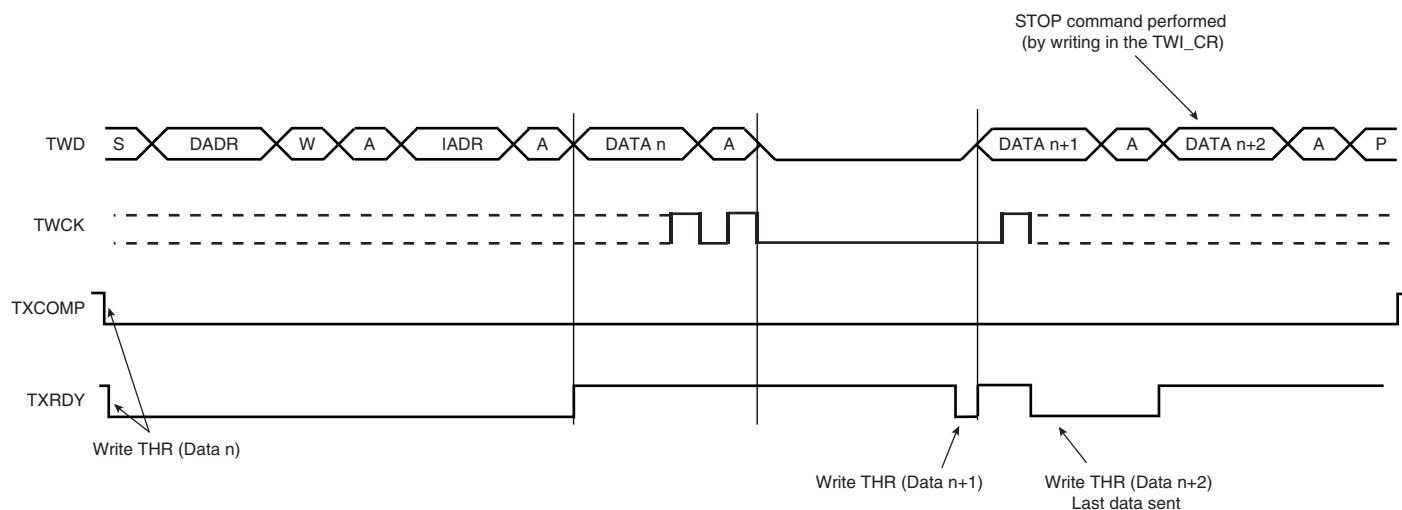 STOP command performed
(by writing in the TWI_CR)
TWD S DADR W A IADR A DATA n A DATA n+1 A DATA n+2 A P
TWCK
TXCOMP
TXRDY
Write THR (Data n)
Write THR (Data n+1)
Write THR (Data n+2)
Last data sent